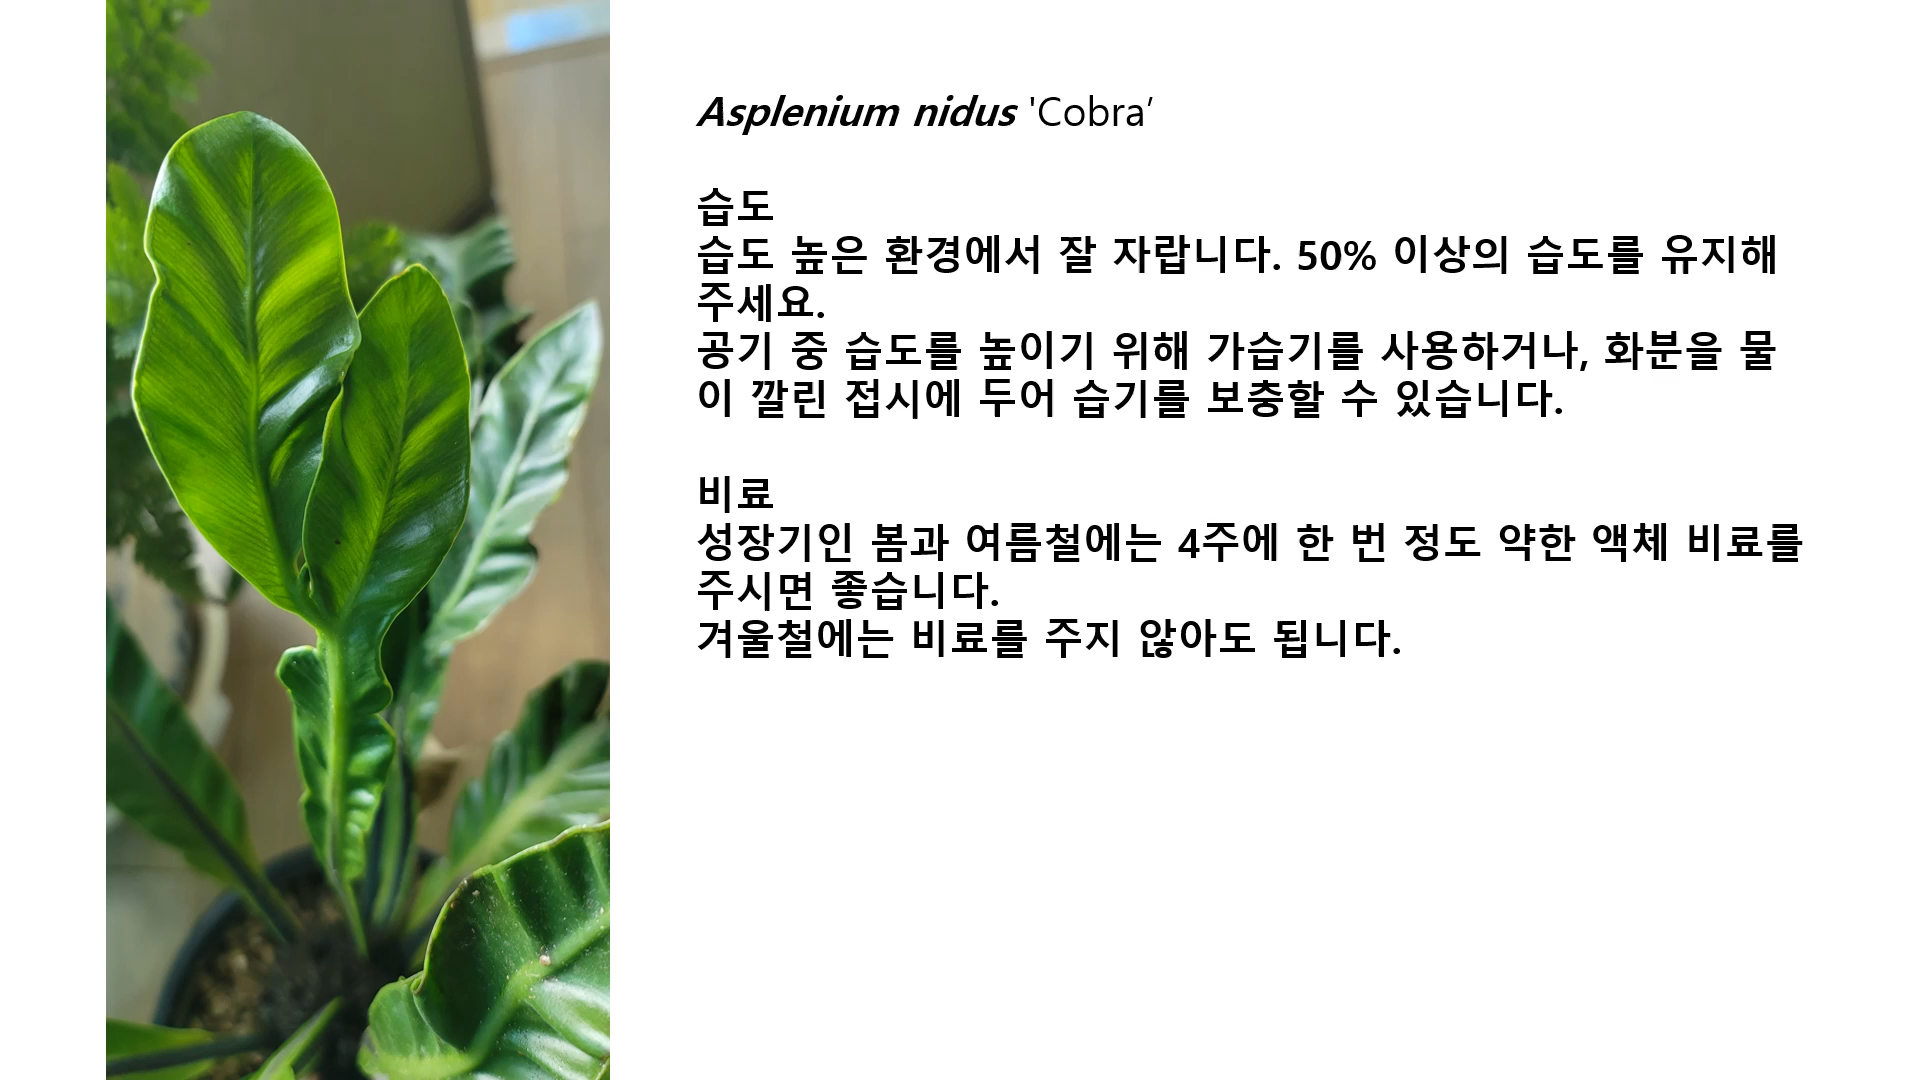 Asplenium nidus 'Cobra’
습도
습도 높은 환경에서 잘 자랍니다. 50% 이상의 습도를 유지해
주세요.
공기 중 습도를 높이기 위해 가습기를 사용하거나, 화분을 물
이 깔린 접시에 두어 습기를 보충할 수 있습니다.
비료
성장기인 봄과 여름철에는 4주에 한 번 정도 약한 액체 비료를
주시면 좋습니다.
겨울철에는 비료를 주지 않아도 됩니다.